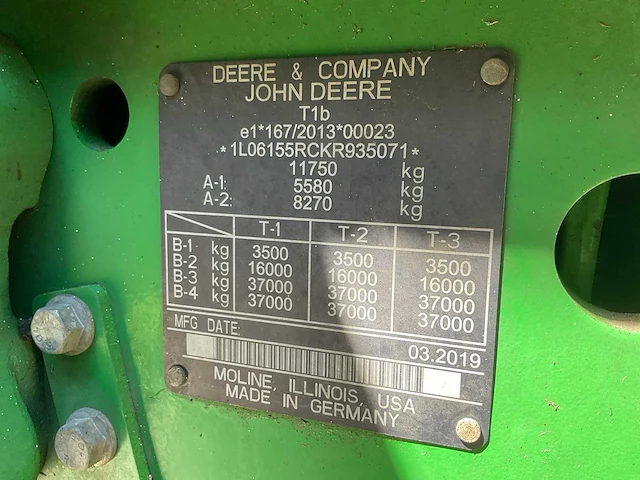 DEERE & COMPANY
JOHN DEERE
T1b
e1*167/2013*00023
*1L06155RCKR935071*
11750 kg
A-1: 5580 kg
A-2: 8270 kg
T-1 T-2 T-3
B-1 kg 3500 3500 3500
B-2 kg 16000 16000 16000
B-3 kg 37000 37000 37000
B-4 kg 37000 37000 37000
MFG DATE:
03.2019
MOLINE, ILLINOIS, USA
MADE IN GERMANY